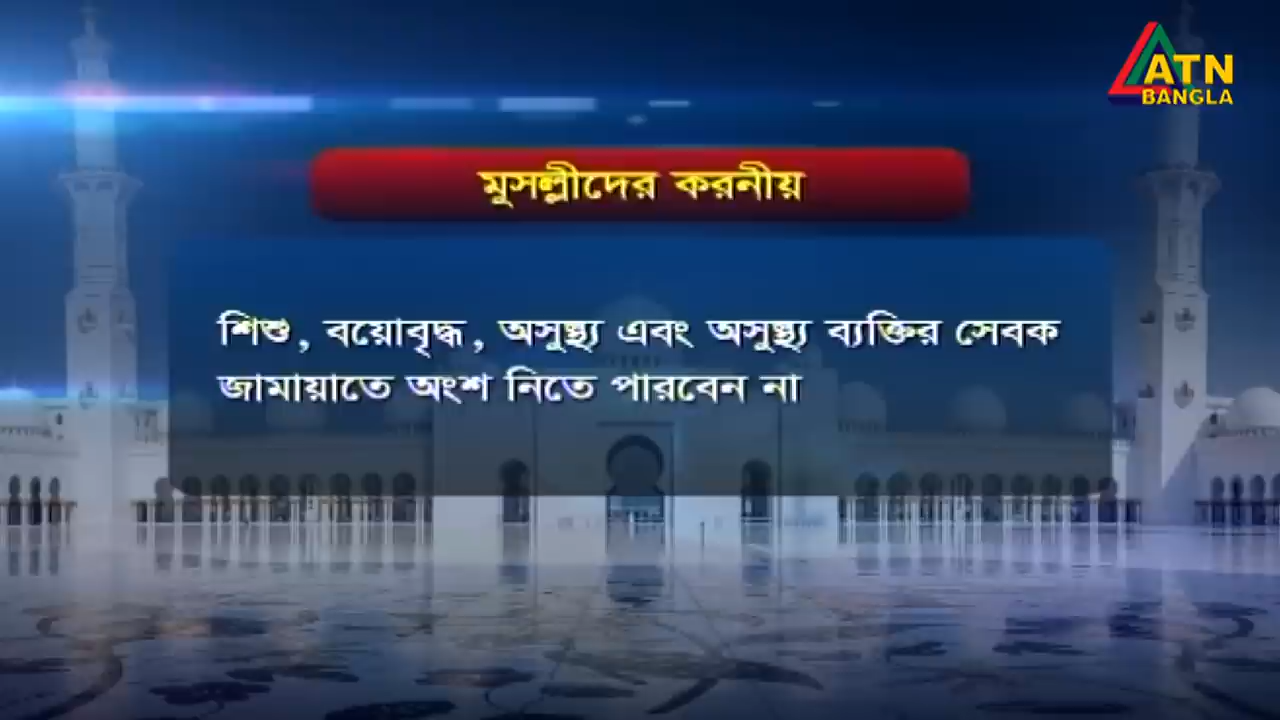 ATN
BANGLA
মুসল্লীদের করনীয়
শিশু, বয়োবৃদ্ধ, অসুস্থ্য এবং অসুস্থ্য ব্যক্তির সেবক
জামায়াতে অংশ নিতে পারবেন না